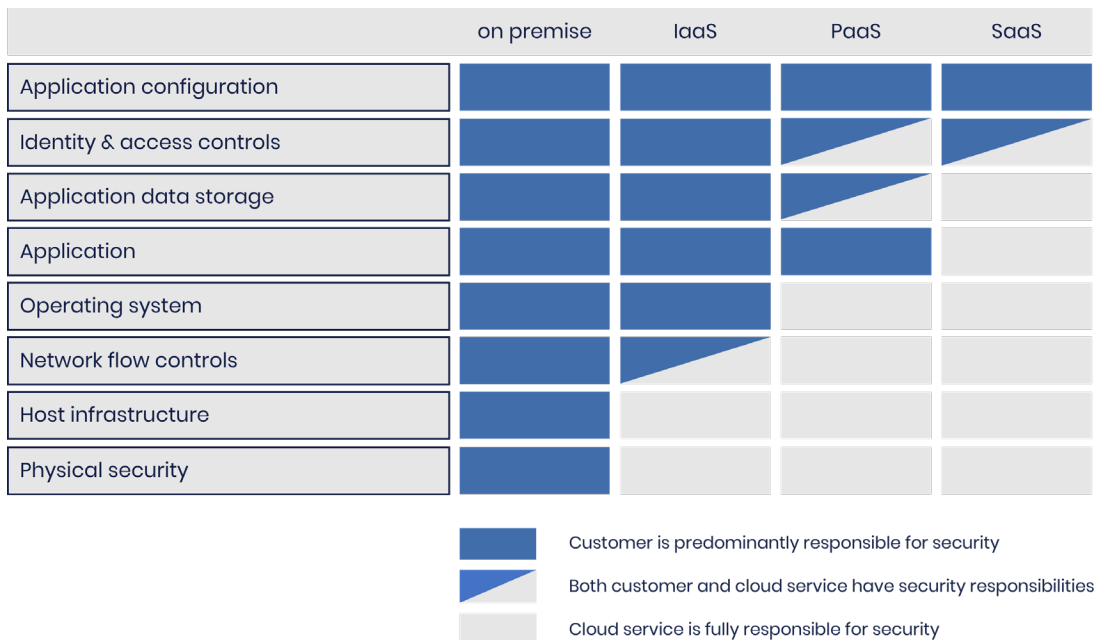 on premise IaaS PaaS SaaS
Application configuration
Identity & access controls
Application data storage
Application
Operating system
Network flow controls
Host infrastructure
Physical security
Customer is predominantly responsible for security
Both customer and cloud service have security responsibilities
Cloud service is fully responsible for security